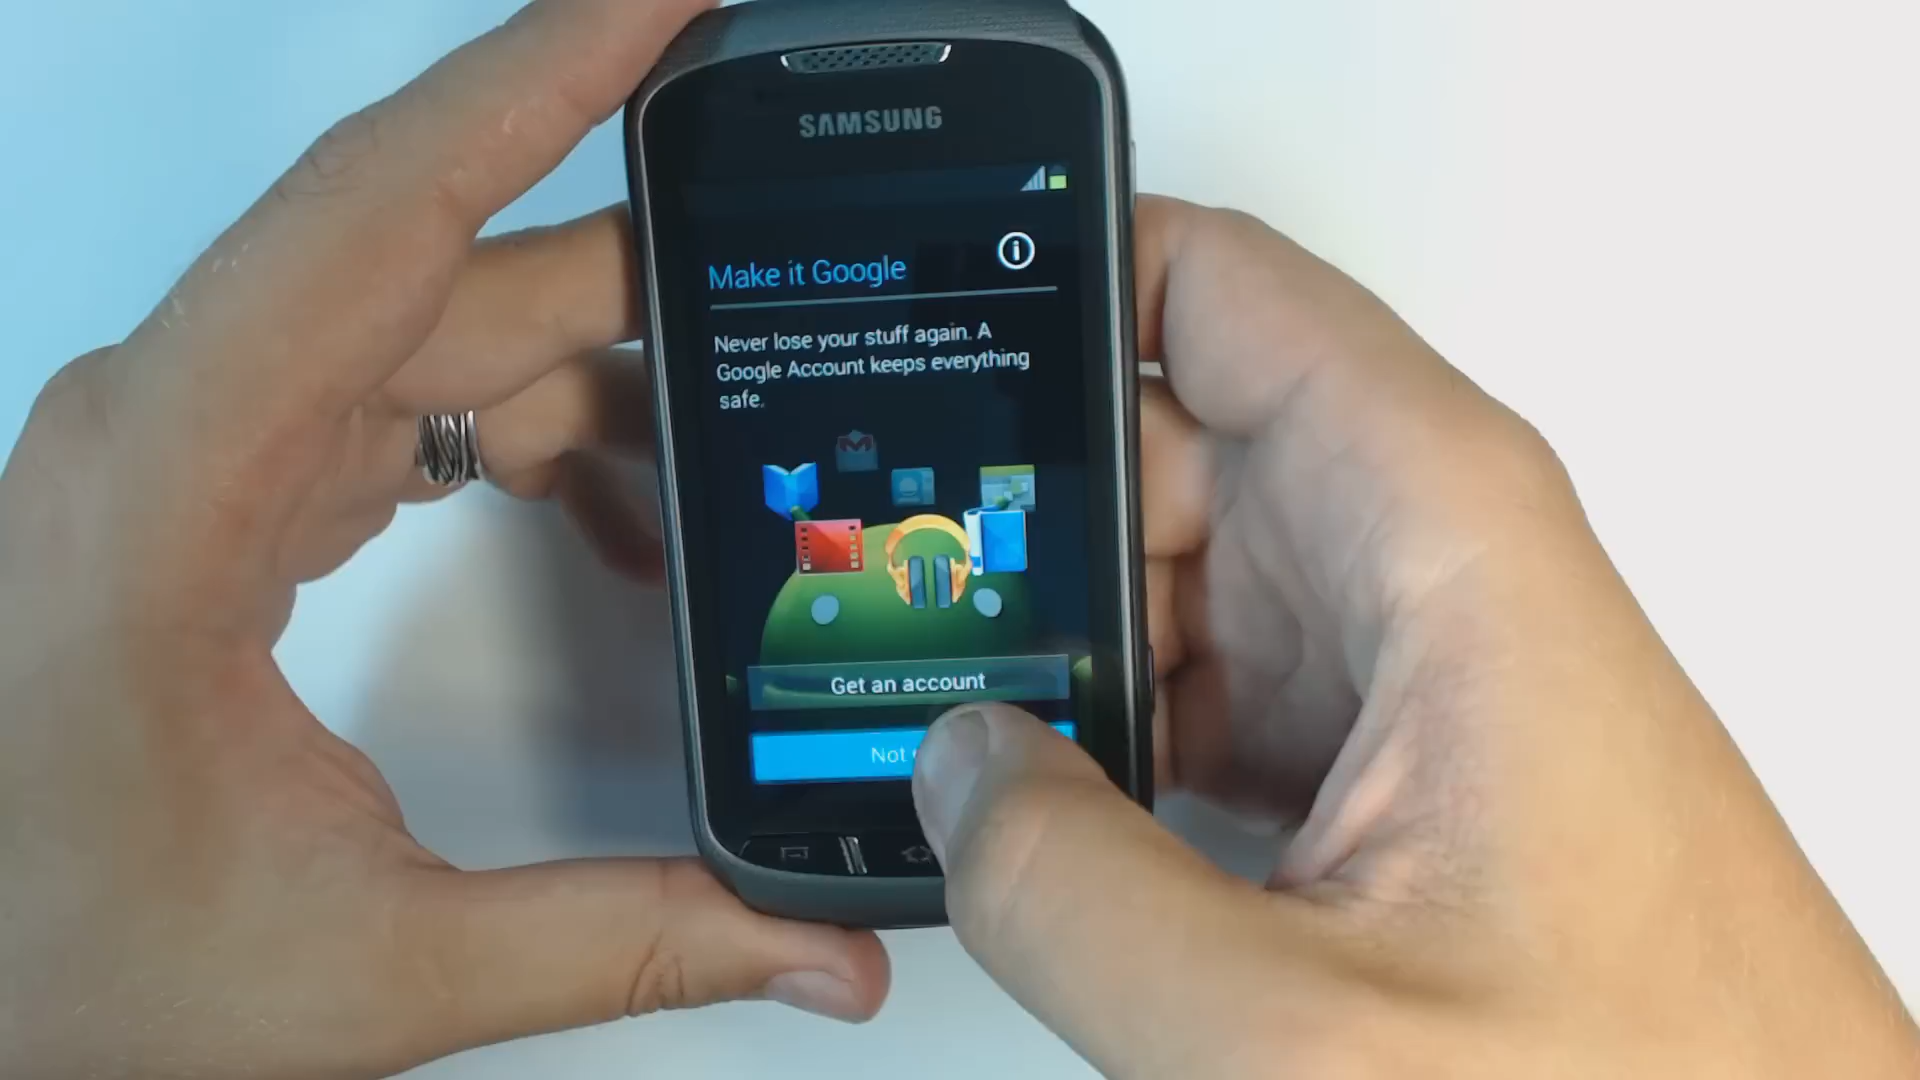 SAMSUNG
Make it Google
Never lose your stuff again. A
Google Account keeps everything
safe.
Get an account
Not